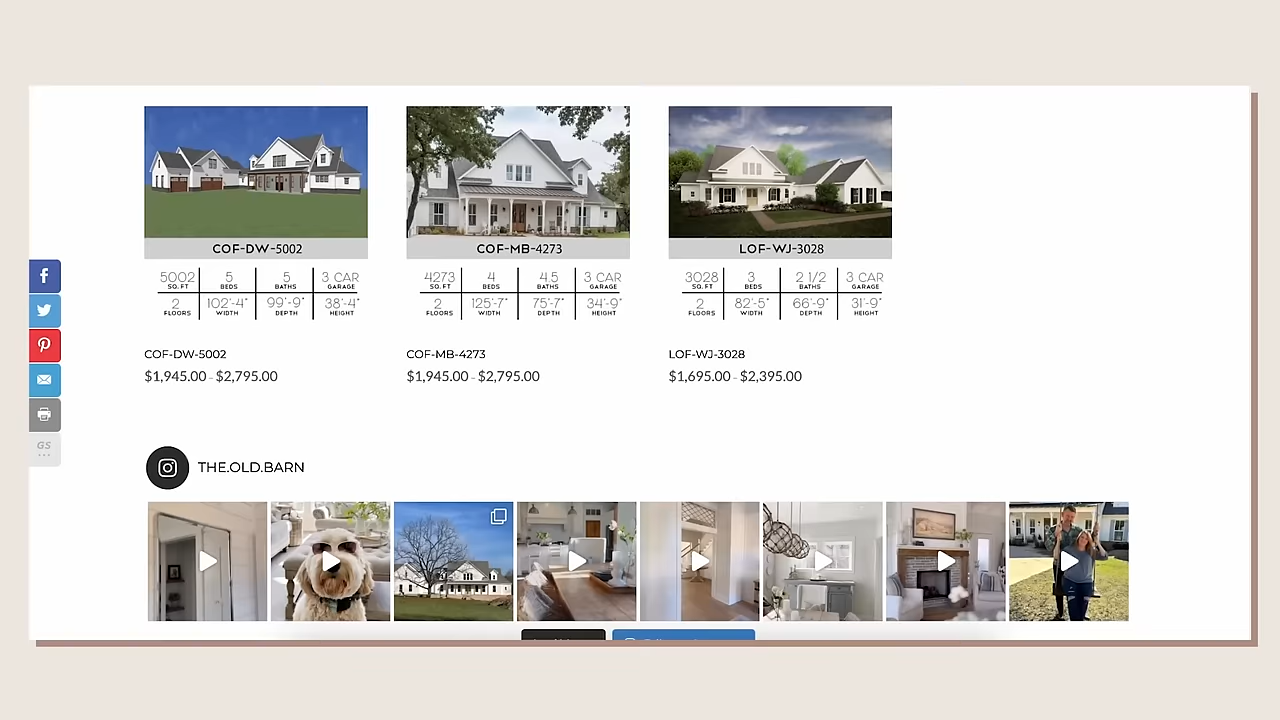 COF-DW-5002
5002 5 5 3 CAR
SQ. FT BEDS BATHS GARAGE
2 102'-4" 99'-9" 38'-4"
FLOORS WIDTH DEPTH HEIGHT
COF-DW-5002
$1,945.00 - $2,795.00
COF-MB-4273
4273 4 4.5 3 CAR
SQ. FT BEDS BATHS GARAGE
2 125'-7" 75'-7" 34'-9"
FLOORS WIDTH DEPTH HEIGHT
COF-MB-4273
$1,945.00 - $2,795.00
LOF-WJ-3028
3028 3 2 1/2 3 CAR
SQ. FT BEDS BATHS GARAGE
2 82'-5" 66'-9" 31'-9"
FLOORS WIDTH DEPTH HEIGHT
LOF-WJ-3028
$1,695.00 - $2,395.00
GS
THE.OLD.BARN